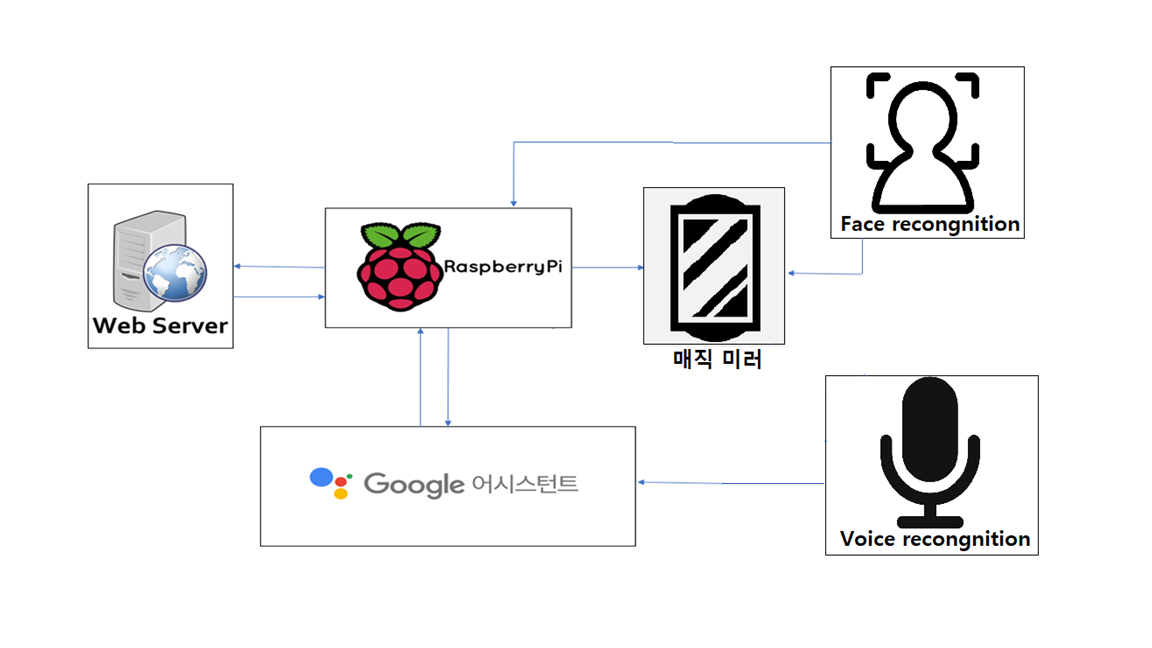 Face recongnition
RaspberryPi
Web Server
매직 미러
Google 어시스턴트
Voice recongnition